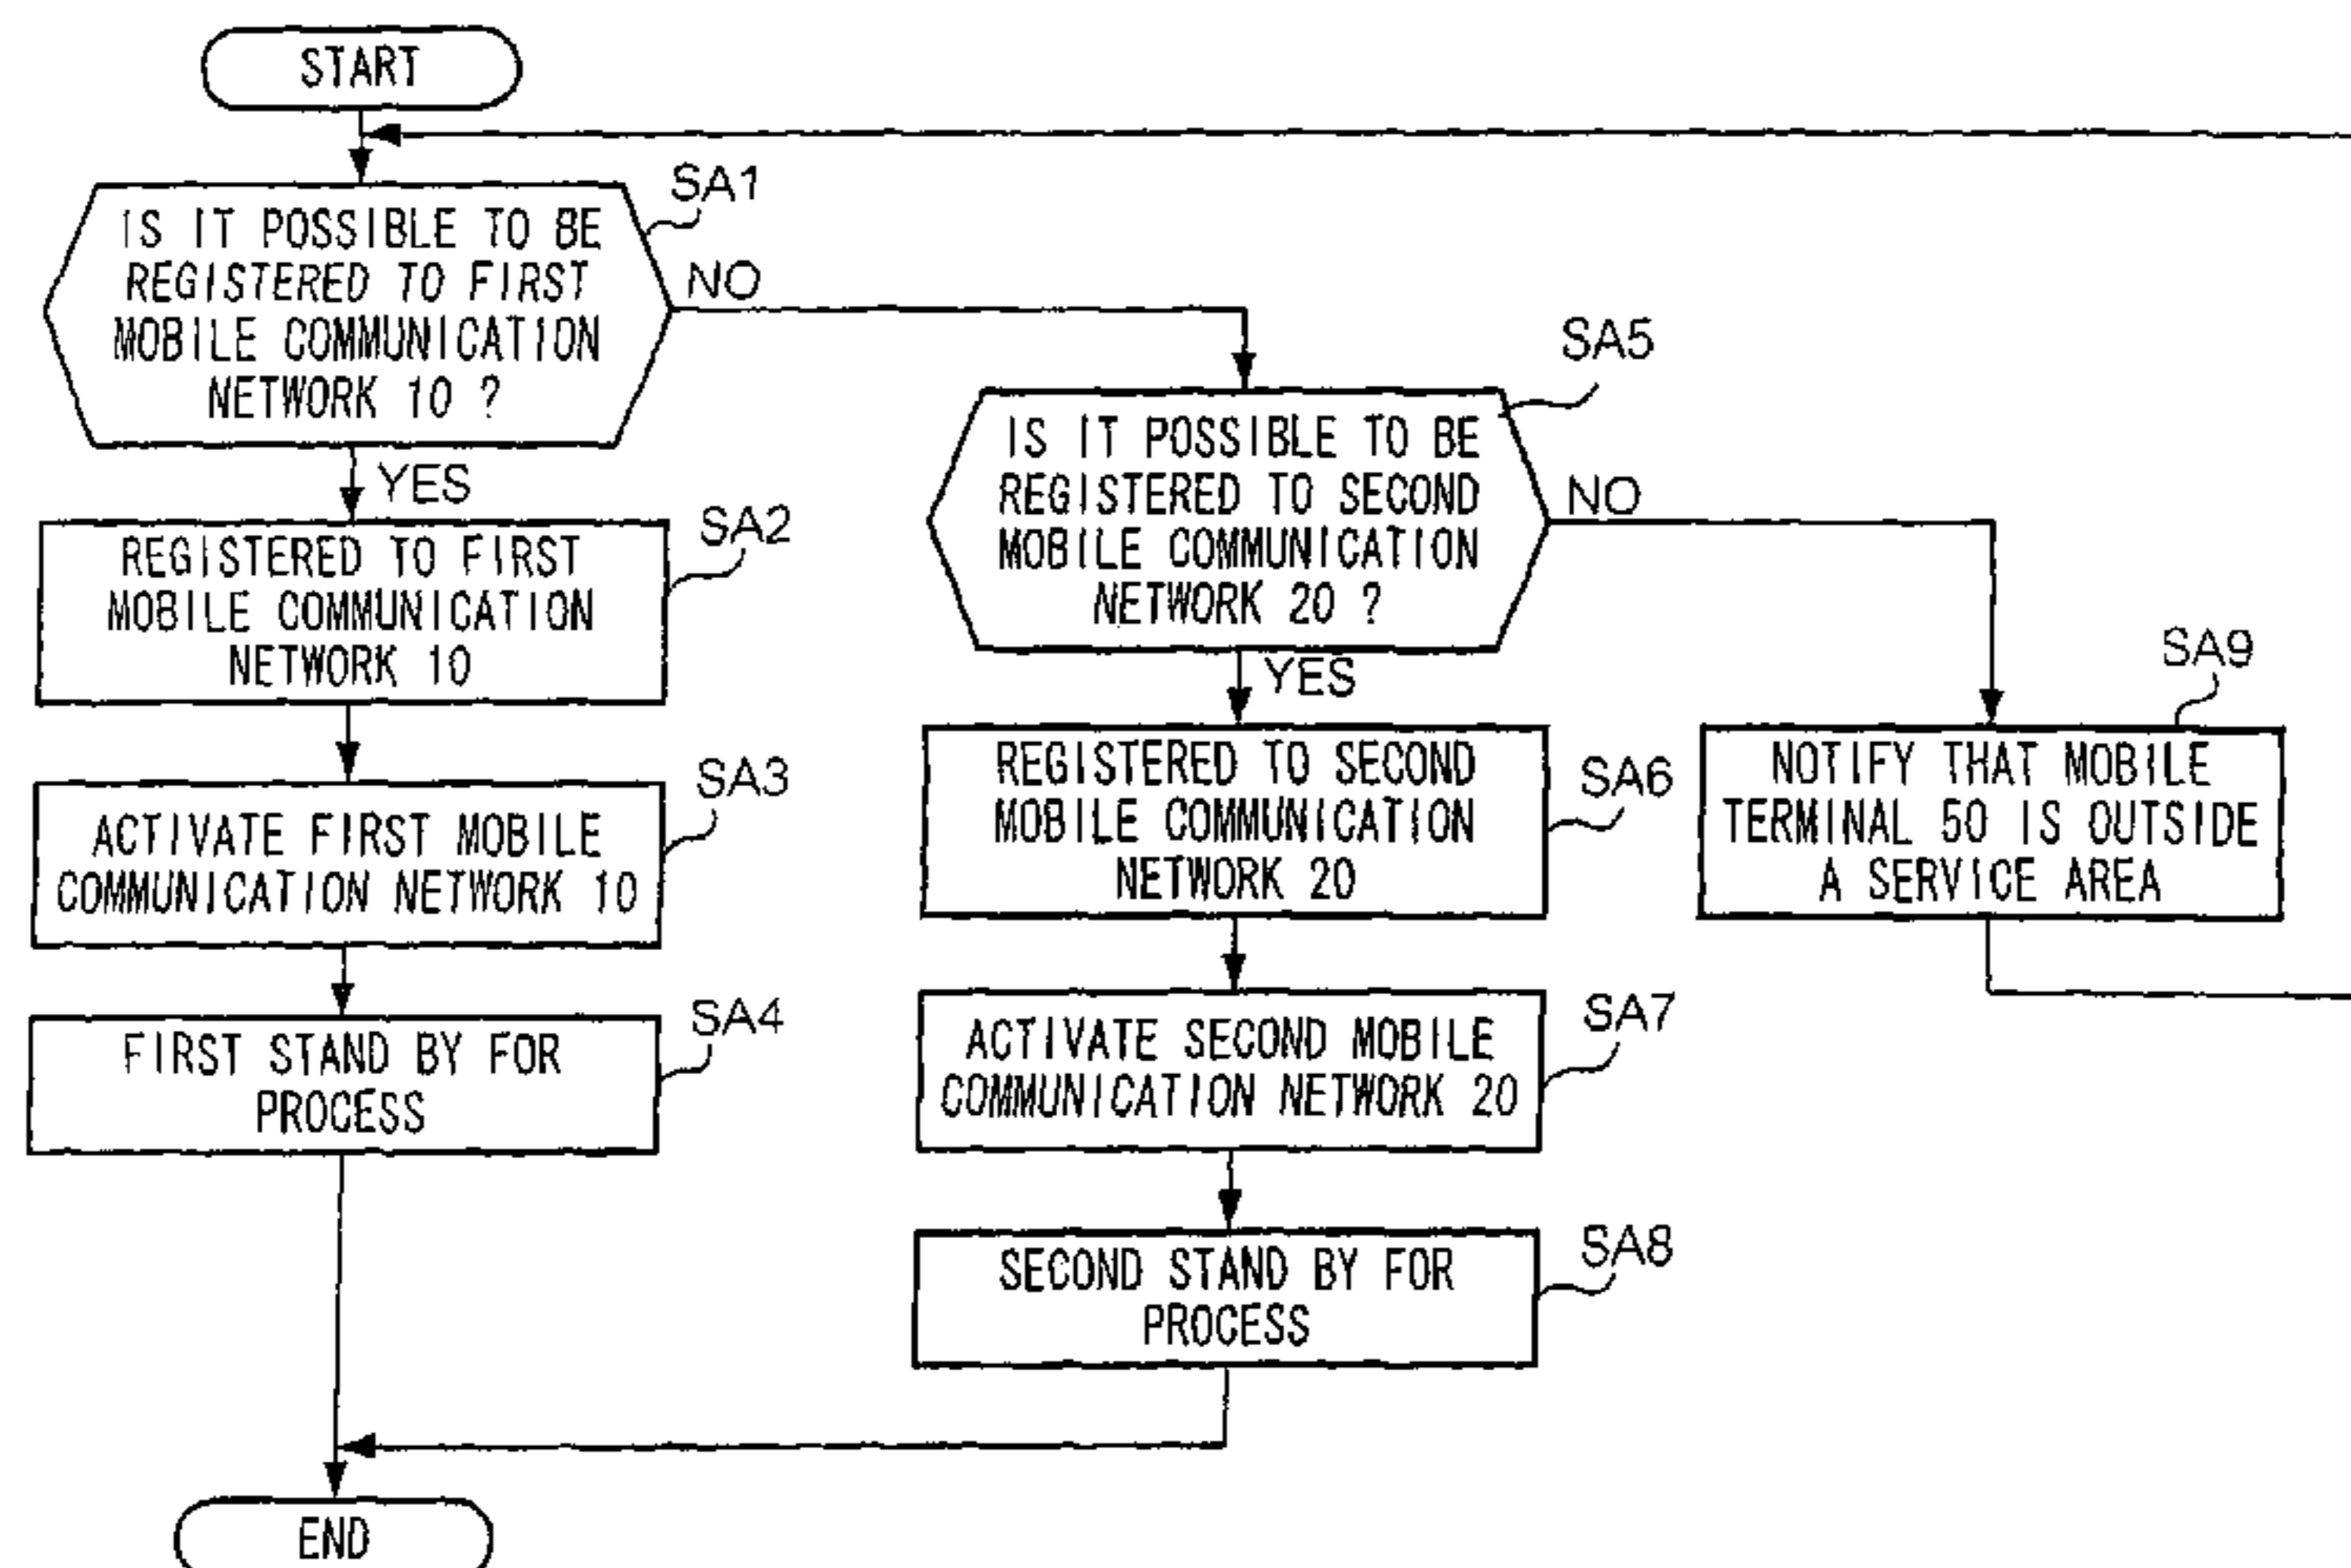 START
SA1
IS IT POSSIBLE TO BE
REGISTERED TO FIRST
MOBILE COMMUNICATION
NETWORK 10 ?
NO
YES
SA2
REGISTERED TO FIRST
MOBILE COMMUNICATION
NETWORK 10
SA3
ACTIVATE FIRST MOBILE
COMMUNICATION NETWORK 10
SA4
FIRST STAND BY FOR
PROCESS
SA5
IS IT POSSIBLE TO BE
REGISTERED TO SECOND
MOBILE COMMUNICATION
NETWORK 20 ?
NO
YES
SA6
REGISTERED TO SECOND
MOBILE COMMUNICATION
NETWORK 20
SA7
ACTIVATE SECOND MOBILE
COMMUNICATION NETWORK 20
SA8
SECOND STAND BY FOR
PROCESS
SA9
NOTIFY THAT MOBILE
TERMINAL 50 IS OUTSIDE
A SERVICE AREA
END